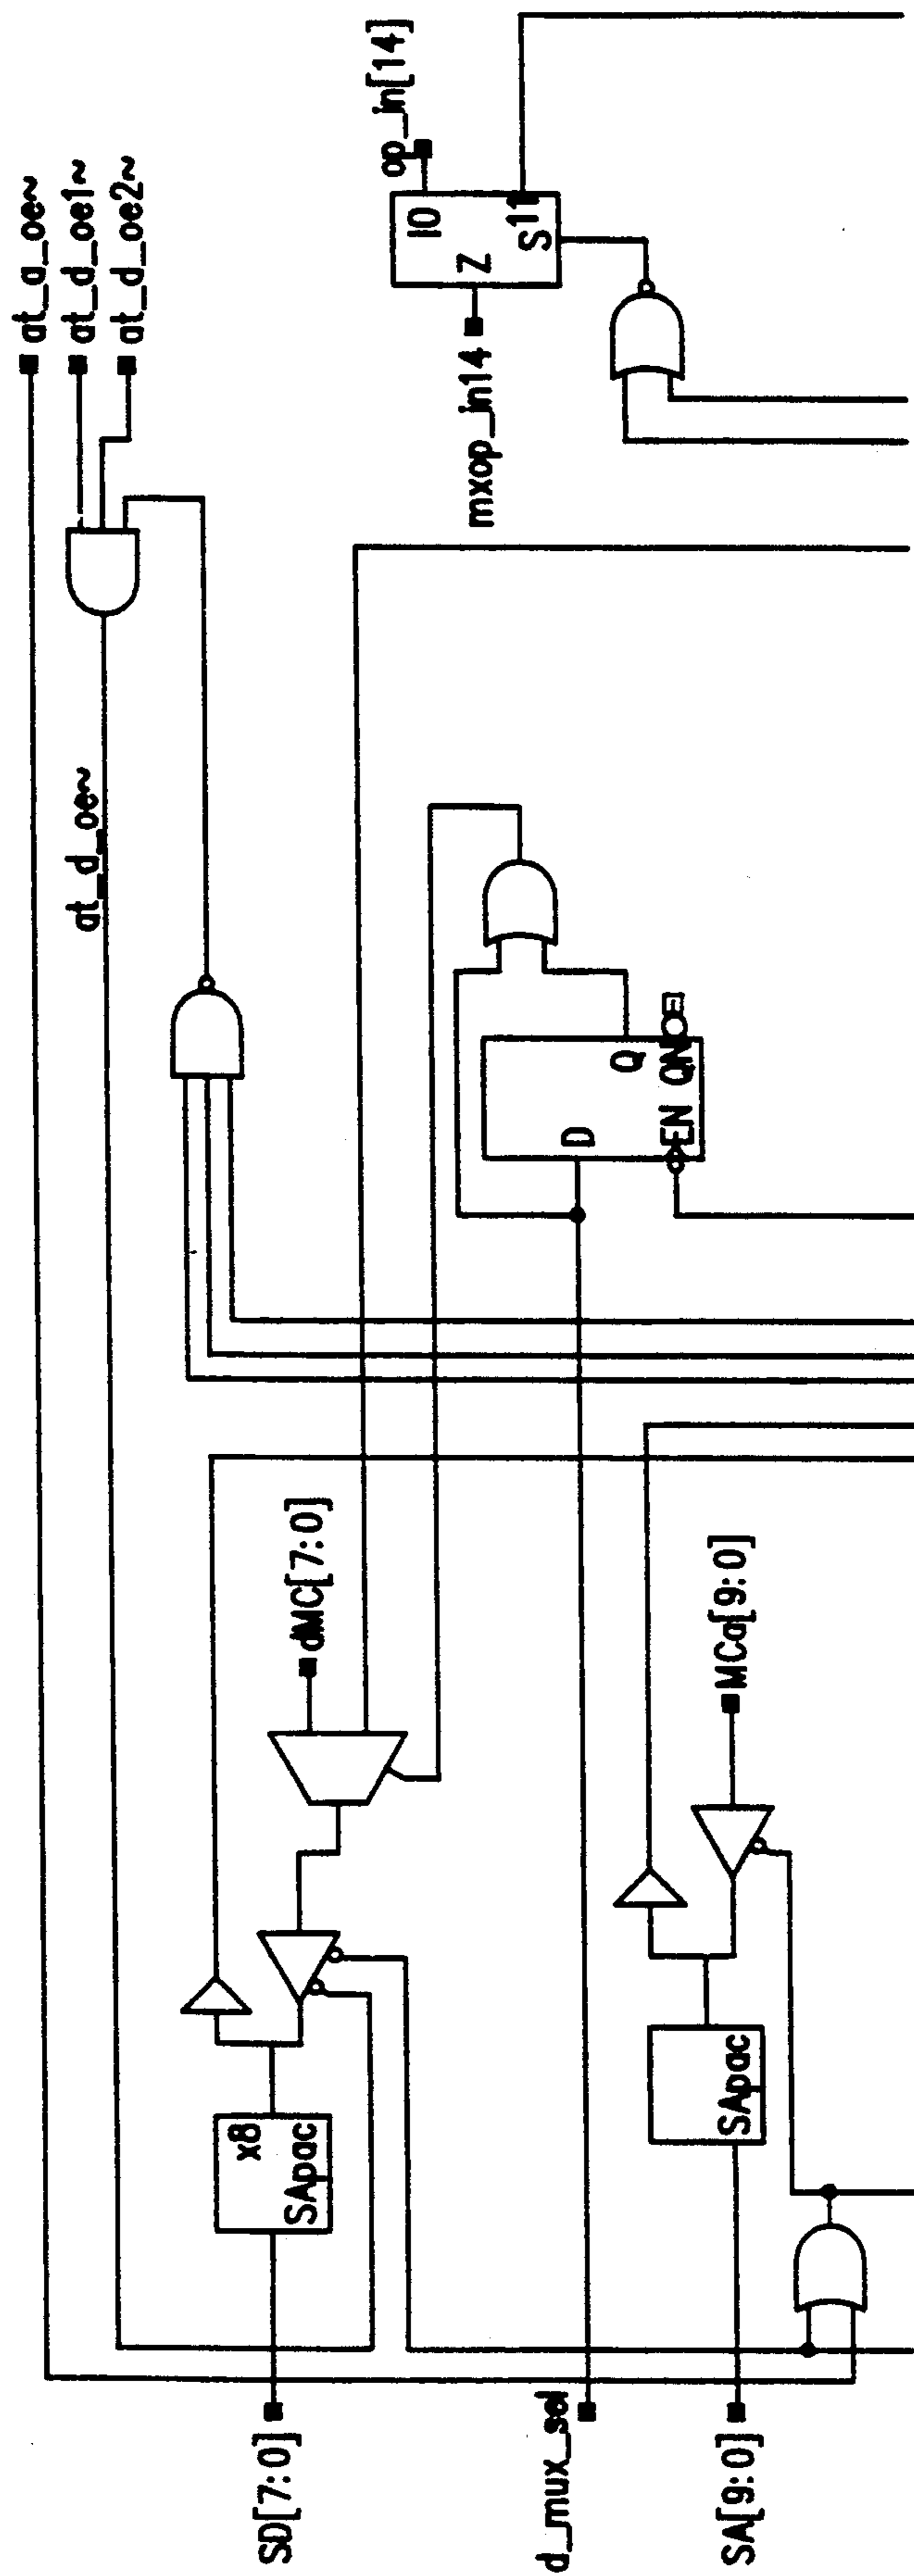 at_a_oe~
at_d_oe1~
at_d_oe2~
at_d_oe~
op_in[14]
I0
Z
S
I1
mxop_in14
SD[7:0]
x8
SApac
dMC[7:0]
d_mux_sel
D
Q
EN QN
SA[9:0]
SApac
MCa[9:0]